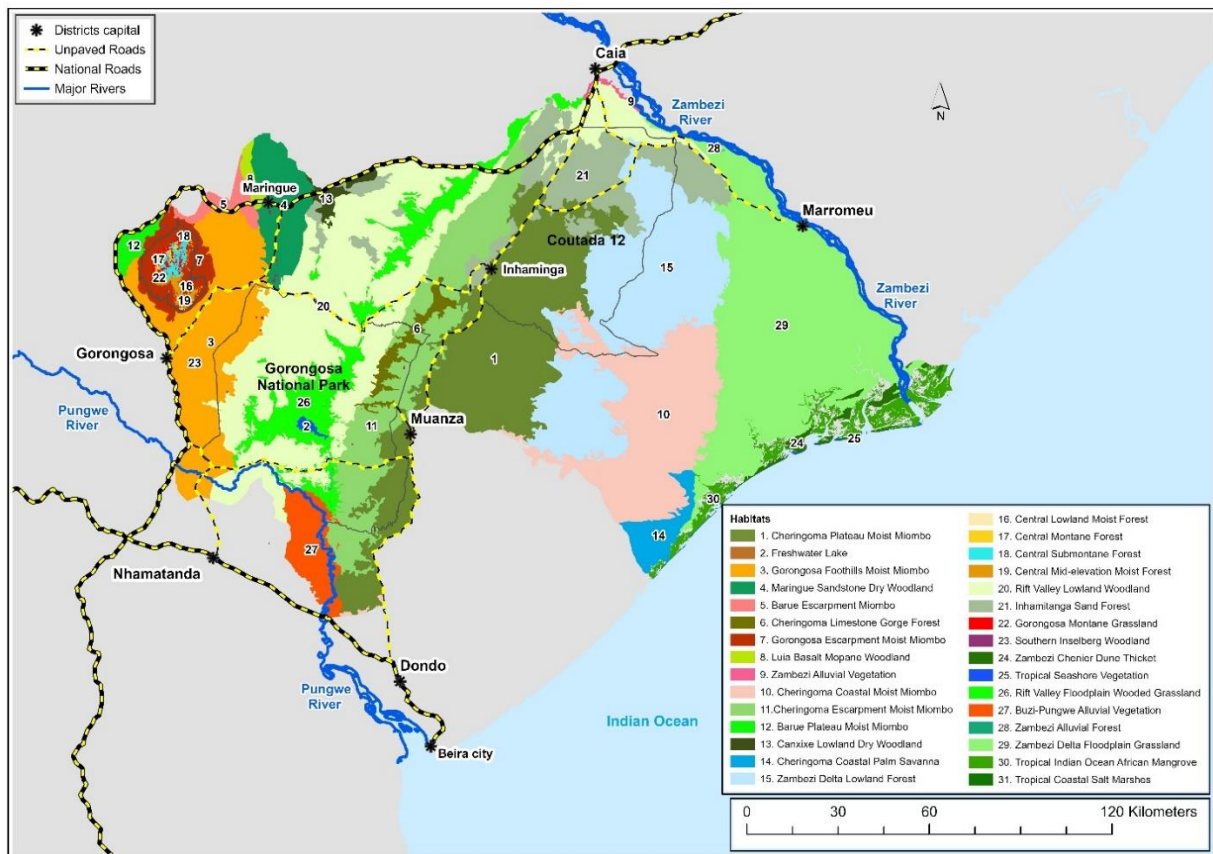 Districts capital
Unpaved Roads
National Roads
Major Rivers
Caia
9
Zambezi
River
N
28
8
Maringue
13
5
4
21
12
18
17
7
22
16
19
Marromeu
Coutada 12
Inhaminga
15
20
Zambezi
River
6
29
3
Gorongosa
23
1
Gorongosa
National Park
26
Pungwe
River
2
11
Muanza
10
24
25
30
14
27
Nhamatanda
Dondo
Pungwe
River
Indian Ocean
Beira city
Habitats
1. Cheringoma Plateau Moist Miombo
2. Freshwater Lake
3. Gorongosa Foothills Moist Miombo
4. Maringue Sandstone Dry Woodland
5. Barue Escarpment Miombo
6. Cheringoma Limestone Gorge Forest
7. Gorongosa Escarpment Moist Miombo
8. Luia Basalt Mopane Woodland
9. Zambezi Alluvial Vegetation
10. Cheringoma Coastal Moist Miombo
11.Cheringoma Escarpment Moist Miombo
12. Barue Plateau Moist Miombo
13. Canxixe Lowland Dry Woodland
14. Cheringoma Coastal Palm Savanna
15. Zambezi Delta Lowland Forest
16. Central Lowland Moist Forest
17. Central Montane Forest
18. Central Submontane Forest
19. Central Mid-elevation Moist Forest
20. Rift Valley Lowland Woodland
21. Inhamitanga Sand Forest
22. Gorongosa Montane Grassland
23. Southern Inselberg Woodland
24. Zambezi Chenier Dune Thicket
25. Tropical Seashore Vegetation
26. Rift Valley Floodplain Wooded Grassland
27. Buzi-Pungwe Alluvial Vegetation
28. Zambezi Alluvial Forest
29. Zambezi Delta Floodplain Grassland
30. Tropical Indian Ocean African Mangrove
31. Tropical Coastal Salt Marshes
0 30 60 120 Kilometers